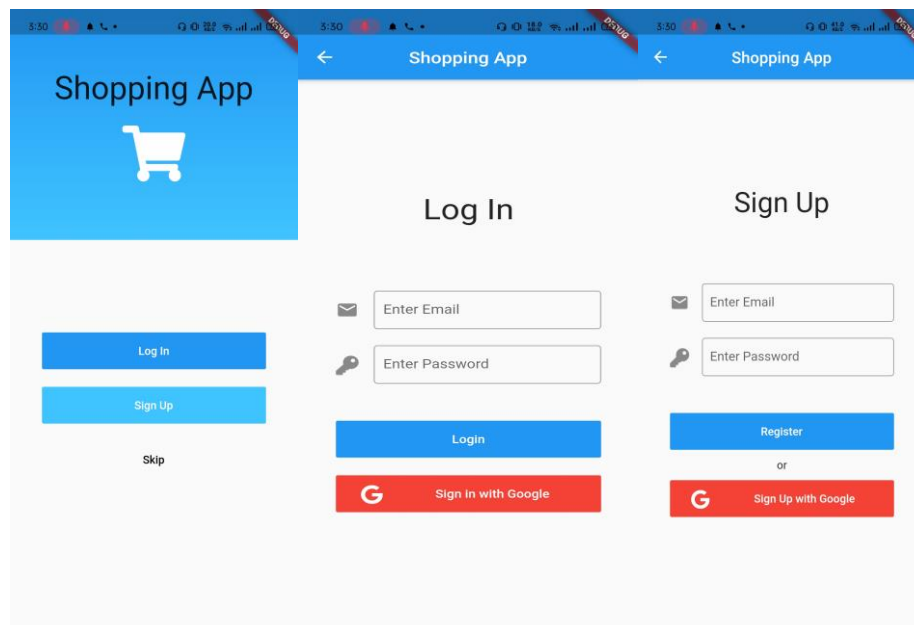 3:30
DEBUG
Shopping App
Log In
Sign Up
Skip
3:30
DEBUG
Shopping App
Log In
Enter Email
Enter Password
Login
G Sign in with Google
3:30
DEBUG
Shopping App
Sign Up
Enter Email
Enter Password
Register
or
G Sign Up with Google